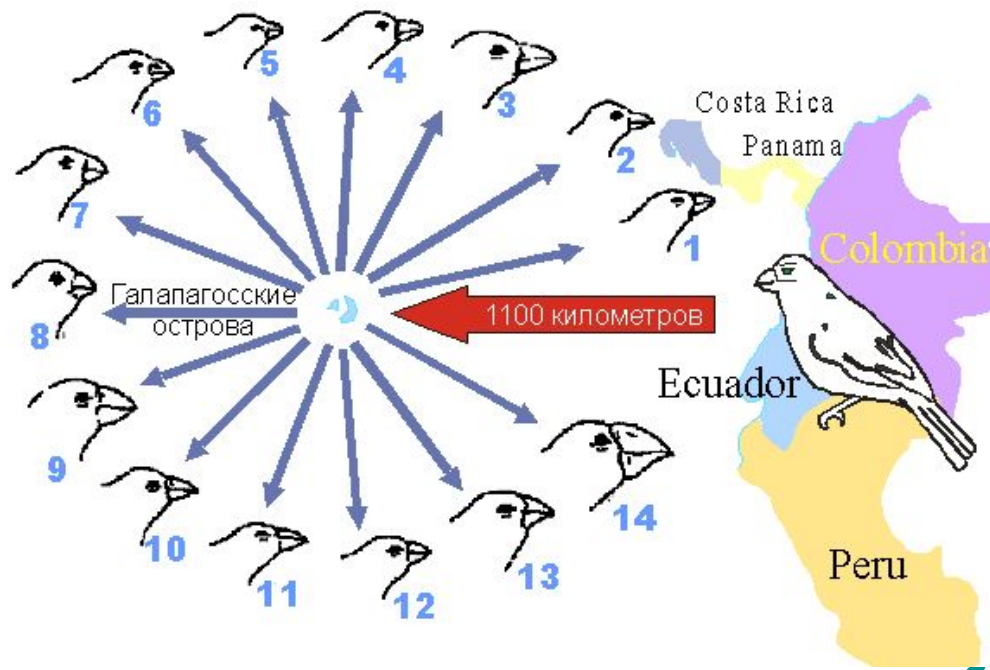 5
4
3
6
2
Costa Rica
Panama
7
1
Colombia
Галапагосские
острова
8
1100 километров
Ecuador
9
14
10
13
11
12
Peru